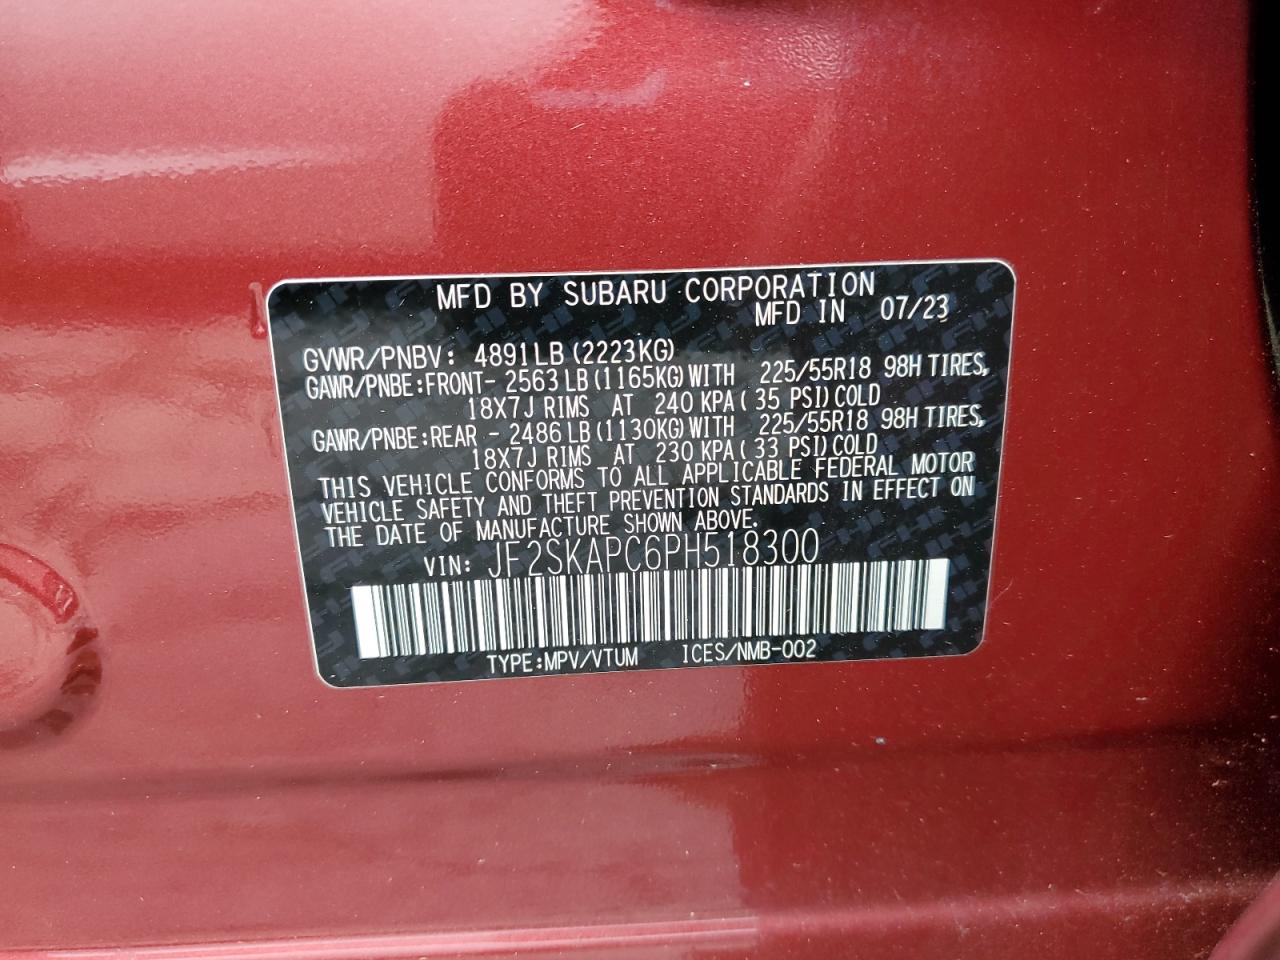 MFD BY SUBARU CORPORATION
MFD IN 07/23
GVWR/PNBV: 4891LB (2223KG)
GAWR/PNBE:FRONT- 2563LB (1165KG)WITH 225/55R18 98H TIRES,
18X7J RIMS AT 240 KPA( 35 PSI)COLD
GAWR/PNBE:REAR - 2486LB (1130KG)WITH 225/55R18 98H TIRES,
18X7J RIMS AT 230 KPA( 33 PSI)COLD
THIS VEHICLE CONFORMS TO ALL APPLICABLE FEDERAL MOTOR
VEHICLE SAFETY AND THEFT PREVENTION STANDARDS IN EFFECT ON
THE DATE OF MANUFACTURE SHOWN ABOVE.
VIN: JF2SKAPC6PH518300
TYPE:MPV/VTUM ICES/NMB-002